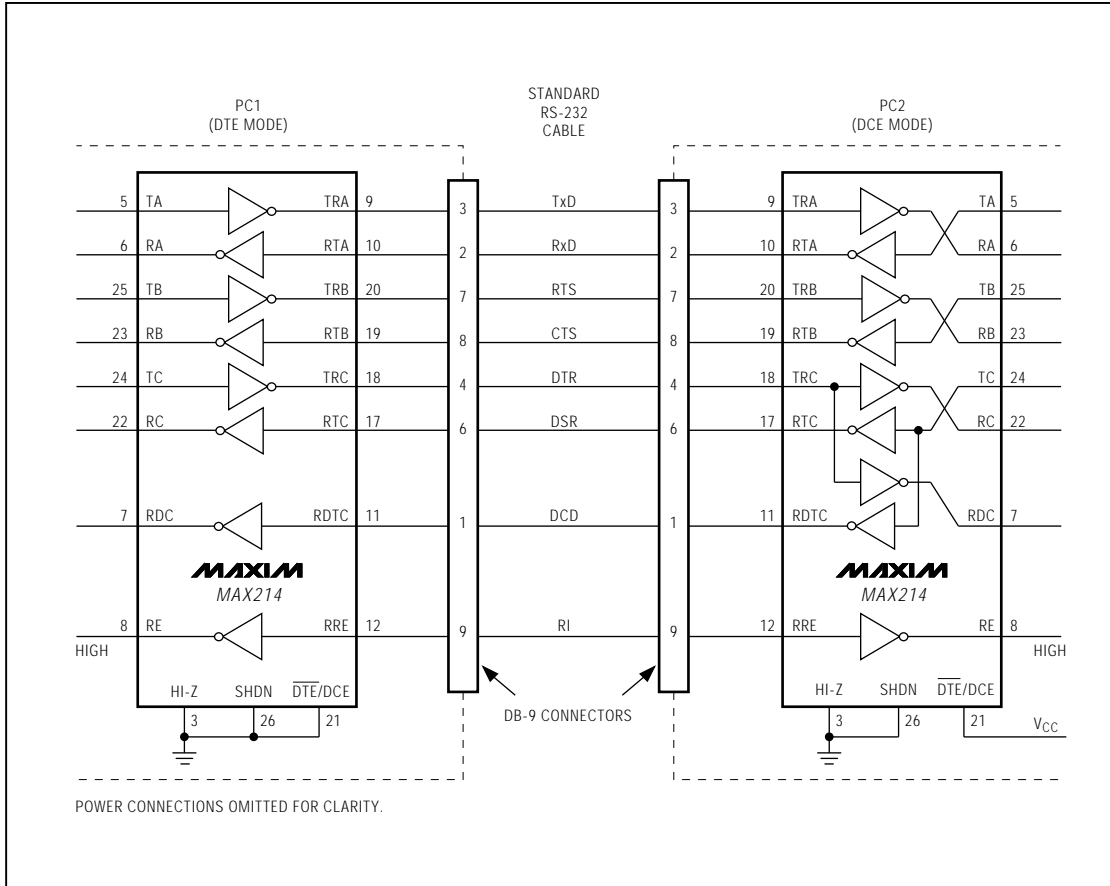 PC1
(DTE MODE)
STANDARD
RS-232
CABLE
PC2
(DCE MODE)
5 TA TRA 9 3 TxD 3 9 TRA TA 5
6 RA RTA 10 2 RxD 2 10 RTA RA 6
25 TB TRB 20 7 RTS 7 20 TRB TB 25
23 RB RTB 19 8 CTS 8 19 RTB RB 23
24 TC TRC 18 4 DTR 4 18 TRC TC 24
22 RC RTC 17 6 DSR 6 17 RTC RC 22
7 RDC RDTC 11 1 DCD 1 11 RDTC RDC 7
MAXIM
MAX214
MAXIM
MAX214
8 RE RRE 12 9 RI 9 12 RRE RE 8
HIGH
HIGH
HI-Z SHDN DTE/DCE
3 26 21
DB-9 CONNECTORS
HI-Z SHDN DTE/DCE
3 26 21
VCC
POWER CONNECTIONS OMITTED FOR CLARITY.